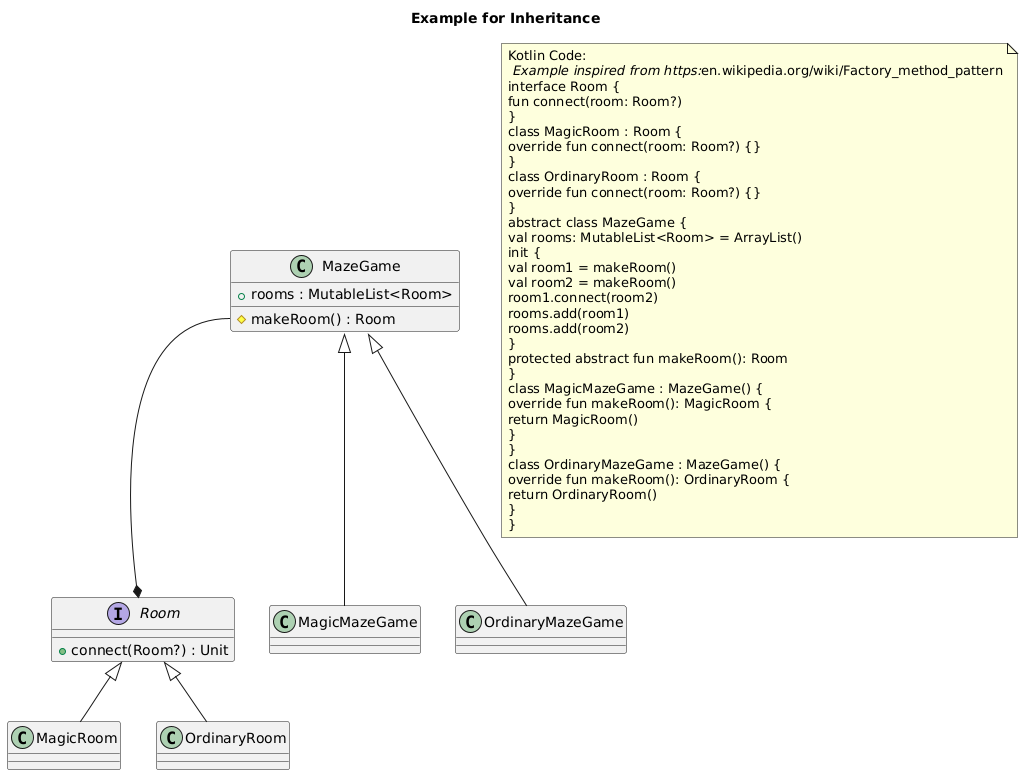 Example for Inheritance
Kotlin Code:
Example inspired from https:en.wikipedia.org/wiki/Factory_method_pattern
interface Room {
fun connect(room: Room?)
}
class MagicRoom : Room {
override fun connect(room: Room?) {}
}
class OrdinaryRoom : Room {
override fun connect(room: Room?) {}
}
abstract class MazeGame {
val rooms: MutableList<Room> = ArrayList()
init {
val room1 = makeRoom()
val room2 = makeRoom()
room1.connect(room2)
rooms.add(room1)
rooms.add(room2)
}
protected abstract fun makeRoom(): Room
}
class MagicMazeGame : MazeGame() {
override fun makeRoom(): MagicRoom {
return MagicRoom()
}
}
class OrdinaryMazeGame : MazeGame() {
override fun makeRoom(): OrdinaryRoom {
return OrdinaryRoom()
}
}
C MazeGame
rooms : MutableList<Room>
makeRoom() : Room
I Room
connect(Room?) : Unit
C MagicMazeGame
C OrdinaryMazeGame
C MagicRoom
C OrdinaryRoom